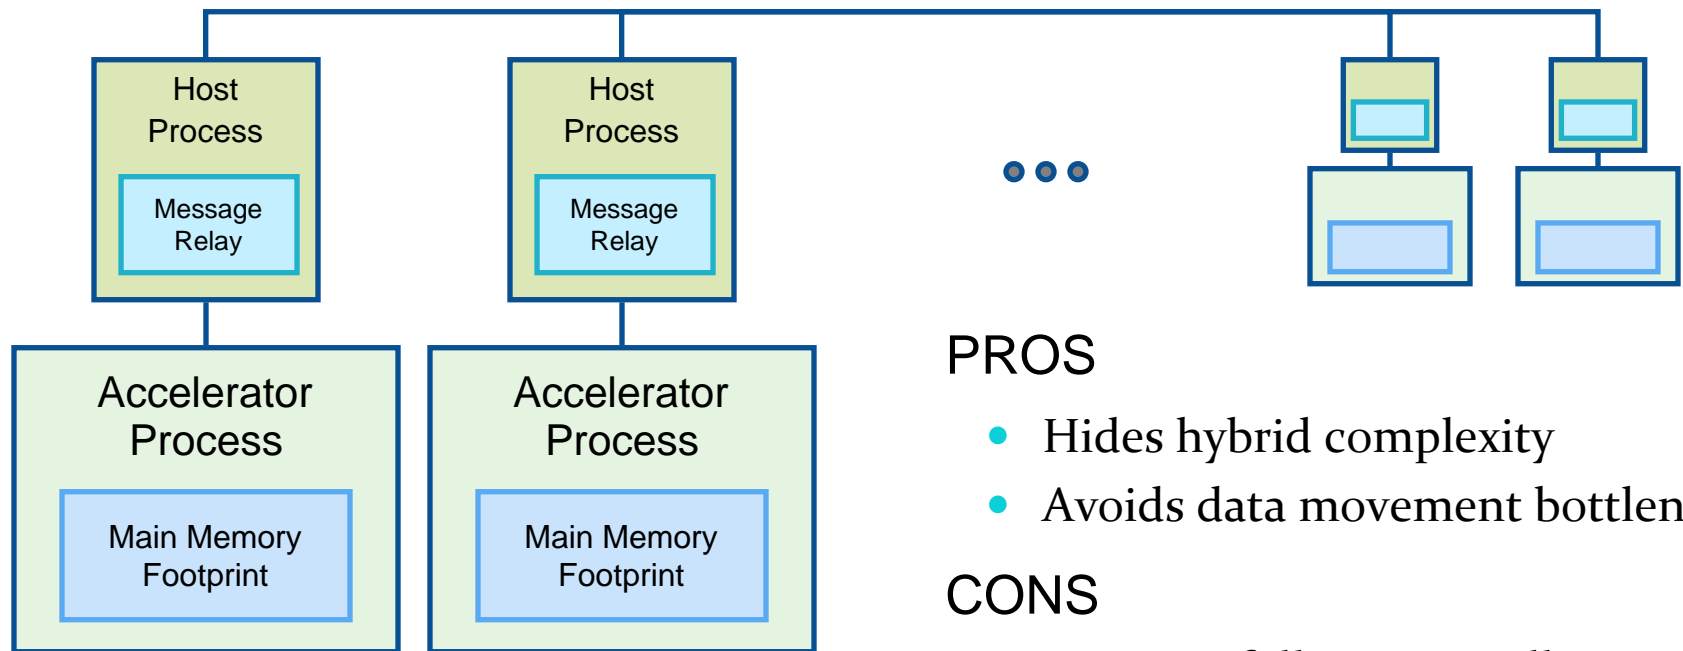 Host
Process
Message
Relay
Accelerator
Process
Main Memory
Footprint
Host
Process
Message
Relay
Accelerator
Process
Main Memory
Footprint
PROS
• Hides hybrid complexity
• Avoids data movement bottlen
CONS